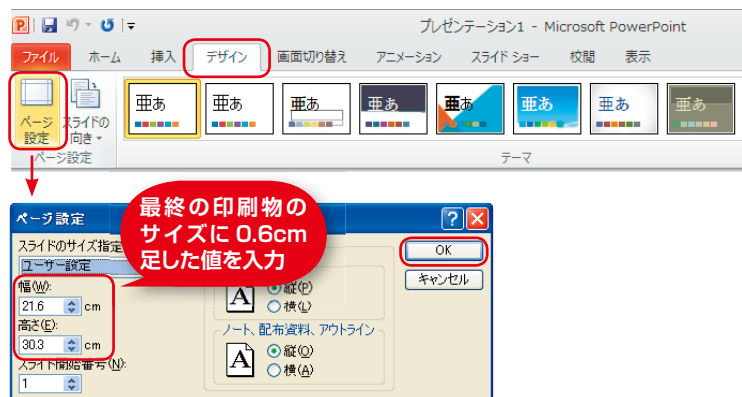 プレゼンテーション1 - Microsoft PowerPoint
ファイル ホーム 挿入 デザイン 画面切り替え アニメーション スライド ショー 校閲 表示
ページ設定
スライドの向き
亜あ 亜あ 亜あ 亜あ 亜あ 亜あ 亜あ 亜あ
ページ設定 テーマ
最終の印刷物の
サイズに 0.6cm
足した値を入力
ページ設定
スライドのサイズ指定
ユーザー設定
幅(W):
21.6 cm
高さ(E):
30.3 cm
スライド開始番号(N):
1
A 縦(P)
横(L)
ノート、配布資料、アウトライン
A 縦(O)
横(A)
OK
キャンセル